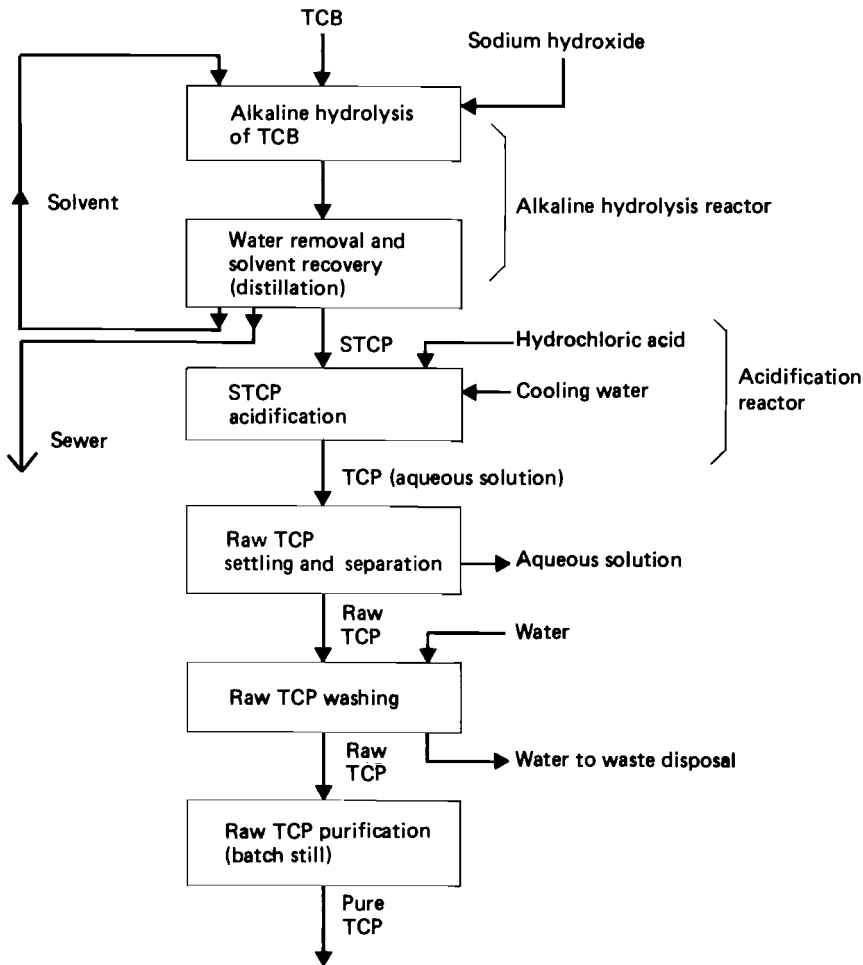 TCB
Sodium hydroxide
Alkaline hydrolysis
of TCB
Solvent
Alkaline hydrolysis reactor
Water removal and
solvent recovery
(distillation)
STCP
Hydrochloric acid
STCP
acidification
Cooling water
Acidification
reactor
Sewer
TCP (aqueous solution)
Raw TCP
settling and separation
Aqueous solution
Raw
TCP
Water
Raw TCP washing
Raw
TCP
Water to waste disposal
Raw TCP purification
(batch still)
Pure
TCP